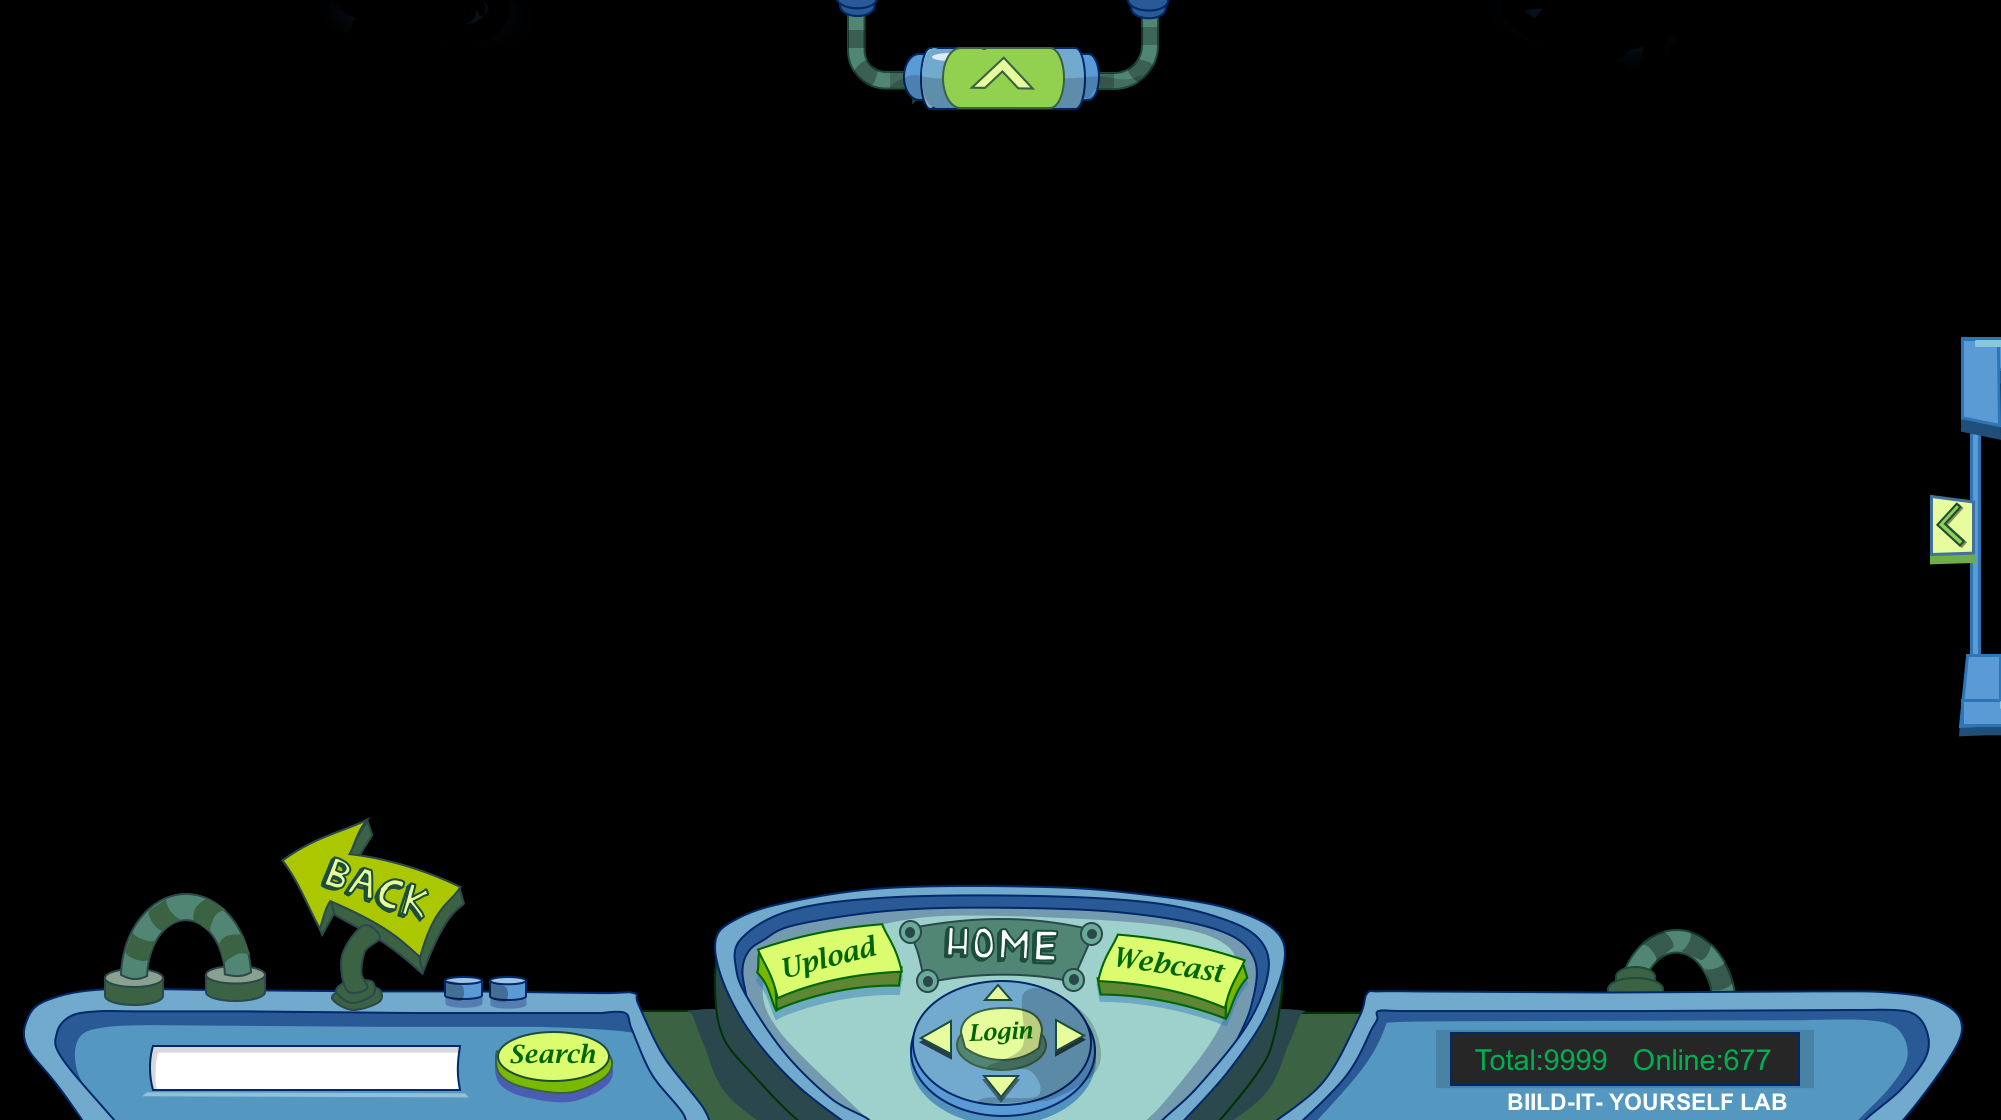 BACK
Upload
HOME
Webcast
Login
Search
Total:9999 Online:677
BIILD-IT- YOURSELF LAB